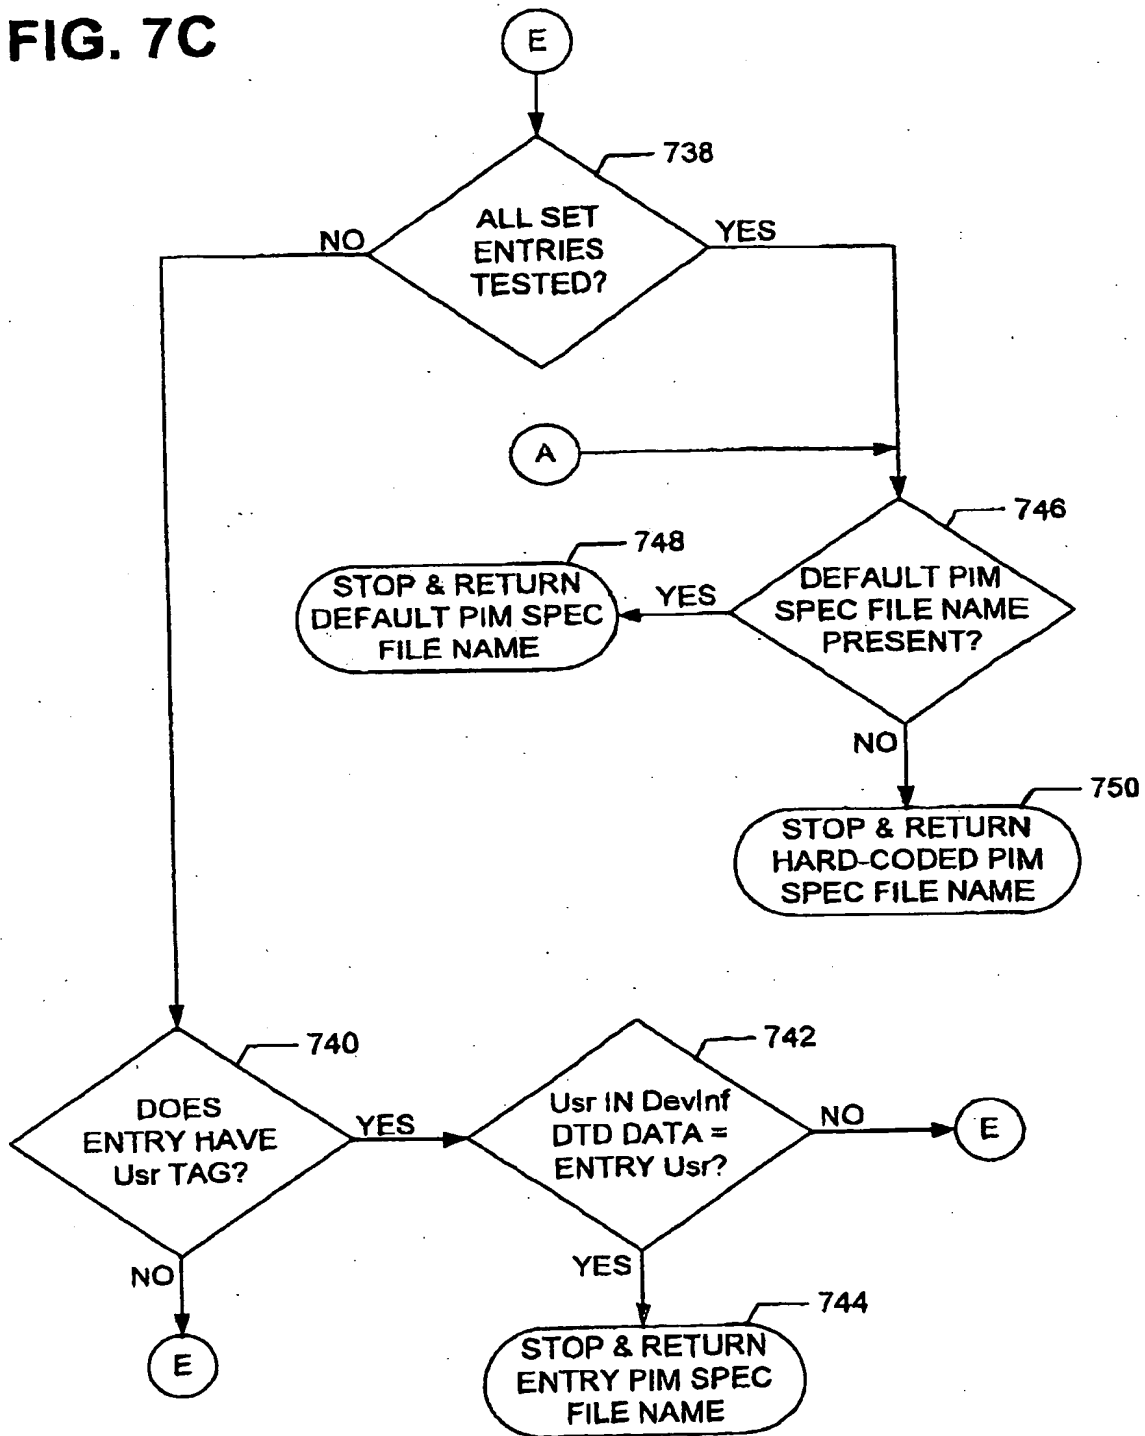 FIG. 7C
E
738
ALL SET
ENTRIES
TESTED?
NO
YES
A
746
748
DEFAULT PIM
SPEC FILE NAME
PRESENT?
YES
STOP & RETURN
DEFAULT PIM SPEC
FILE NAME
NO
750
STOP & RETURN
HARD-CODED PIM
SPEC FILE NAME
740
DOES
ENTRY HAVE
Usr TAG?
YES
742
Usr IN DevInf
DTD DATA =
ENTRY Usr?
NO
E
NO
E
YES
744
STOP & RETURN
ENTRY PIM SPEC
FILE NAME